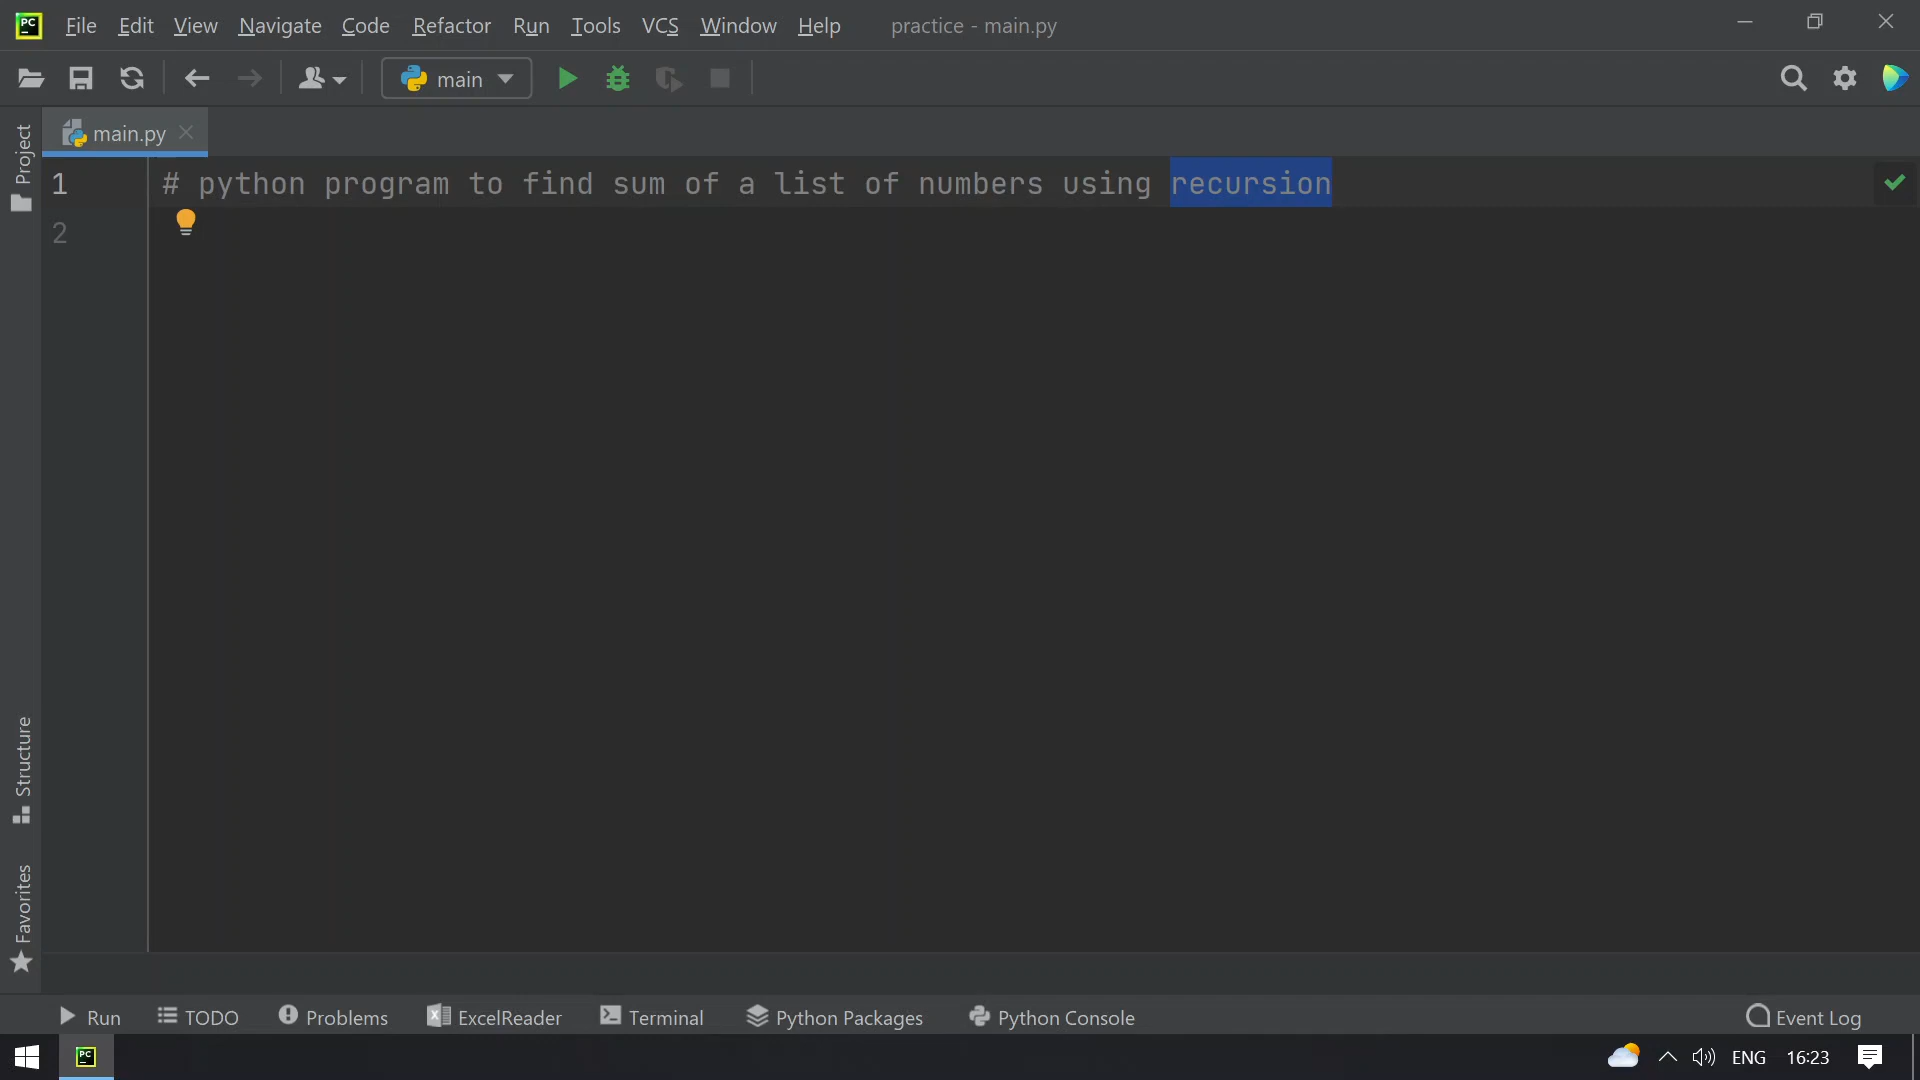 PC File Edit View Navigate Code Refactor Run Tools VCS Window Help practice - main.py
main
main.py
Project
1 # python program to find sum of a list of numbers using recursion
2
Structure
Favorites
Run TODO Problems ExcelReader Terminal Python Packages Python Console Event Log
PC ENG 16:23